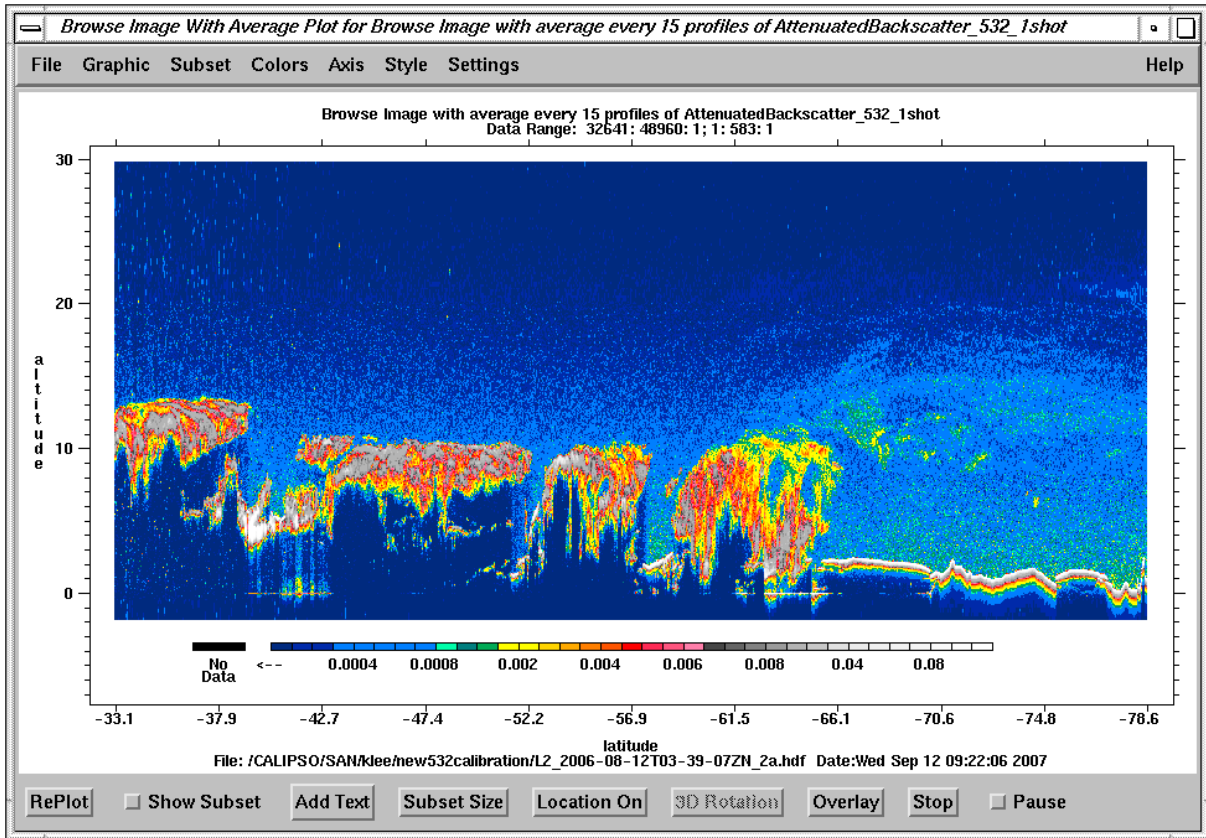 Browse Image With Average Plot for Browse Image with average every 15 profiles of AttenuatedBackscatter_532_1shot
File Graphic Subset Colors Axis Style Settings Help
Browse Image with average every 15 profiles of AttenuatedBackscatter_532_1shot
Data Range: 32641: 48960: 1; 1: 583: 1
30
20
10
0
altitude
No Data
<-- 0.0004 0.0008 0.002 0.004 0.006 0.008 0.04 0.08
-33.1 -37.9 -42.7 -47.4 -52.2 -56.9 -61.5 -66.1 -70.6 -74.8 -78.6
latitude
File: /CALIPSO/SAN/klee/new532calibration/L2_2006-08-12T03-39-07ZN_2a.hdf Date:Wed Sep 12 09:22:06 2007
RePlot Show Subset Add Text Subset Size Location On 3D Rotation Overlay Stop Pause